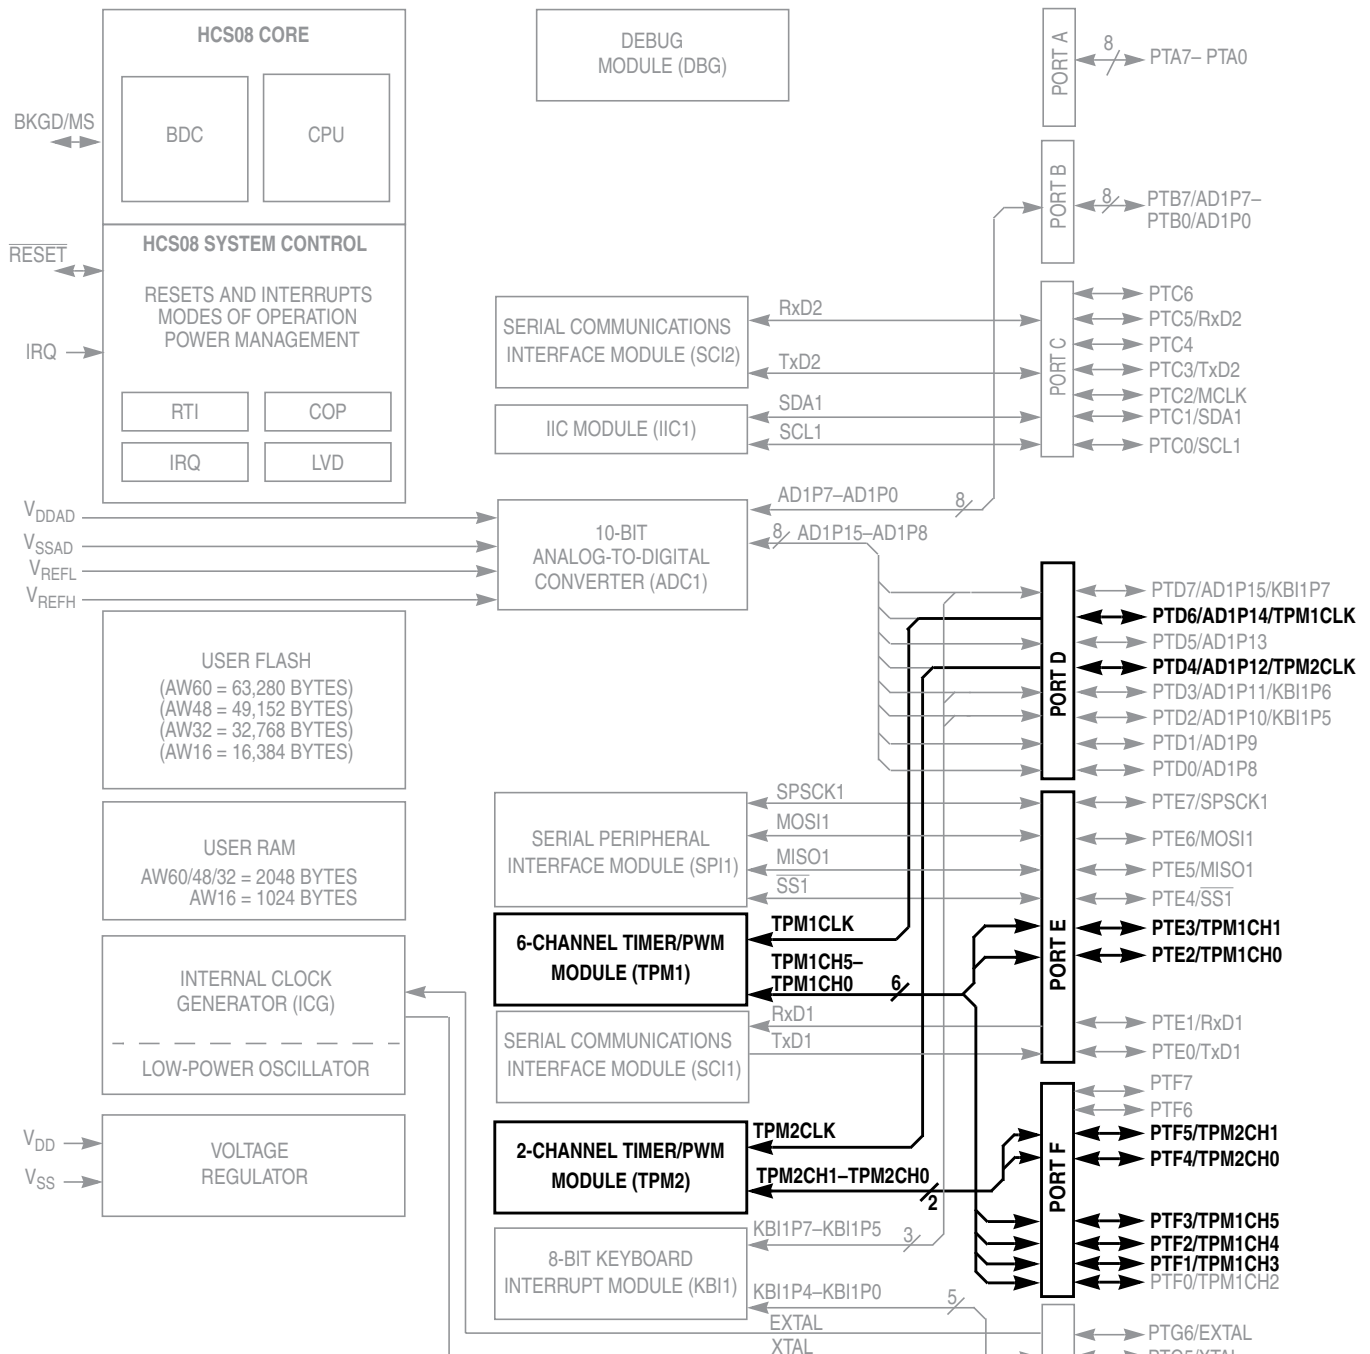 HCS08 CORE
BDC
CPU
BKGD/MS
HCS08 SYSTEM CONTROL
RESET
RESETS AND INTERRUPTS
MODES OF OPERATION
POWER MANAGEMENT
IRQ
RTI
COP
IRQ
LVD
VDDAD
VSSAD
VREFL
VREFH
USER FLASH
(AW60 = 63,280 BYTES)
(AW48 = 49,152 BYTES)
(AW32 = 32,768 BYTES)
(AW16 = 16,384 BYTES)
USER RAM
AW60/48/32 = 2048 BYTES
AW16 = 1024 BYTES
INTERNAL CLOCK
GENERATOR (ICG)
LOW-POWER OSCILLATOR
VDD
VSS
VOLTAGE
REGULATOR
DEBUG
MODULE (DBG)
SERIAL COMMUNICATIONS
INTERFACE MODULE (SCI2)
RxD2
TxD2
IIC MODULE (IIC1)
SDA1
SCL1
10-BIT
ANALOG-TO-DIGITAL
CONVERTER (ADC1)
AD1P7–AD1P0
8
8
AD1P15–AD1P8
SERIAL PERIPHERAL
INTERFACE MODULE (SPI1)
SPSCK1
MOSI1
MISO1
SS1
6-CHANNEL TIMER/PWM
MODULE (TPM1)
TPM1CLK
TPM1CH5–
TPM1CH0
6
SERIAL COMMUNICATIONS
INTERFACE MODULE (SCI1)
RxD1
TxD1
2-CHANNEL TIMER/PWM
MODULE (TPM2)
TPM2CLK
TPM2CH1–TPM2CH0
2
8-BIT KEYBOARD
INTERRUPT MODULE (KBI1)
KBI1P7–KBI1P5
3
KBI1P4–KBI1P0
5
EXTAL
XTAL
PORT A
8
PTA7– PTA0
PORT B
8
PTB7/AD1P7–
PTB0/AD1P0
PORT C
PTC6
PTC5/RxD2
PTC4
PTC3/TxD2
PTC2/MCLK
PTC1/SDA1
PTC0/SCL1
PORT D
PTD7/AD1P15/KBI1P7
PTD6/AD1P14/TPM1CLK
PTD5/AD1P13
PTD4/AD1P12/TPM2CLK
PTD3/AD1P11/KBI1P6
PTD2/AD1P10/KBI1P5
PTD1/AD1P9
PTD0/AD1P8
PORT E
PTE7/SPSCK1
PTE6/MOSI1
PTE5/MISO1
PTE4/SS1
PTE3/TPM1CH1
PTE2/TPM1CH0
PTE1/RxD1
PTE0/TxD1
PORT F
PTF7
PTF6
PTF5/TPM2CH1
PTF4/TPM2CH0
PTF3/TPM1CH5
PTF2/TPM1CH4
PTF1/TPM1CH3
PTF0/TPM1CH2
PTG6/EXTAL
PTG5/XTAL